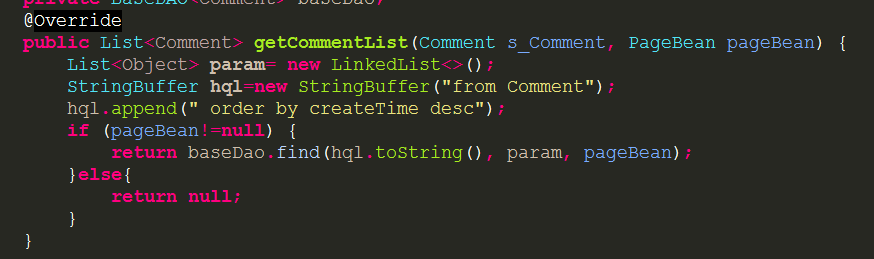 private BaseDAO<Comment> baseDao;
@Override
public List<Comment> getCommentList(Comment s_Comment, PageBean pageBean) {
List<Object> param= new LinkedList<>();
StringBuffer hql=new StringBuffer("from Comment");
hql.append(" order by createTime desc");
if (pageBean!=null) {
return baseDao.find(hql.toString(), param, pageBean);
}else{
return null;
}
}